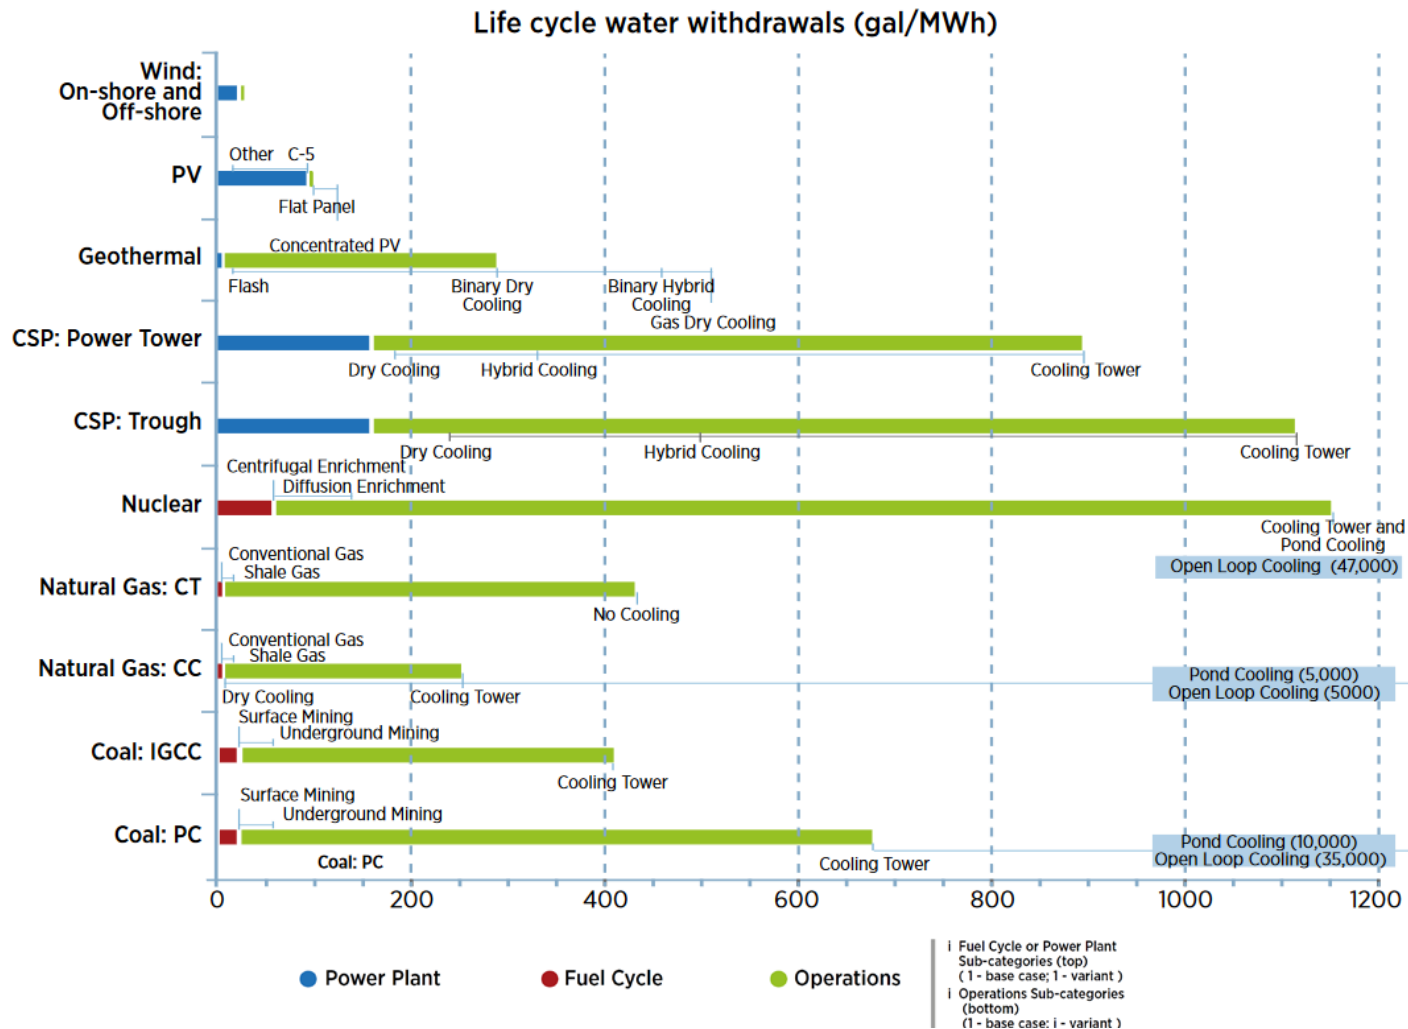 Life cycle water withdrawals (gal/MWh)
Wind:
On-shore and
Off-shore
Other C-5
PV
Flat Panel
Concentrated PV
Geothermal
Flash
Binary Dry
Cooling
Binary Hybrid
Cooling
Gas Dry Cooling
CSP: Power Tower
Dry Cooling
Hybrid Cooling
Cooling Tower
CSP: Trough
Dry Cooling
Hybrid Cooling
Cooling Tower
Centrifugal Enrichment
Diffusion Enrichment
Nuclear
Cooling Tower and
Pond Cooling
Open Loop Cooling (47,000)
Conventional Gas
Shale Gas
Natural Gas: CT
No Cooling
Conventional Gas
Shale Gas
Natural Gas: CC
Dry Cooling
Cooling Tower
Pond Cooling (5,000)
Open Loop Cooling (5000)
Surface Mining
Underground Mining
Coal: IGCC
Cooling Tower
Surface Mining
Underground Mining
Coal: PC
Coal: PC
Cooling Tower
Pond Cooling (10,000)
Open Loop Cooling (35,000)
0 200 400 600 800 1000 1200
Power Plant
Fuel Cycle
Operations
i Fuel Cycle or Power Plant
Sub-categories (top)
( 1 - base case; 1 - variant )
i Operations Sub-categories
(bottom)
(1 - base case; i - variant )